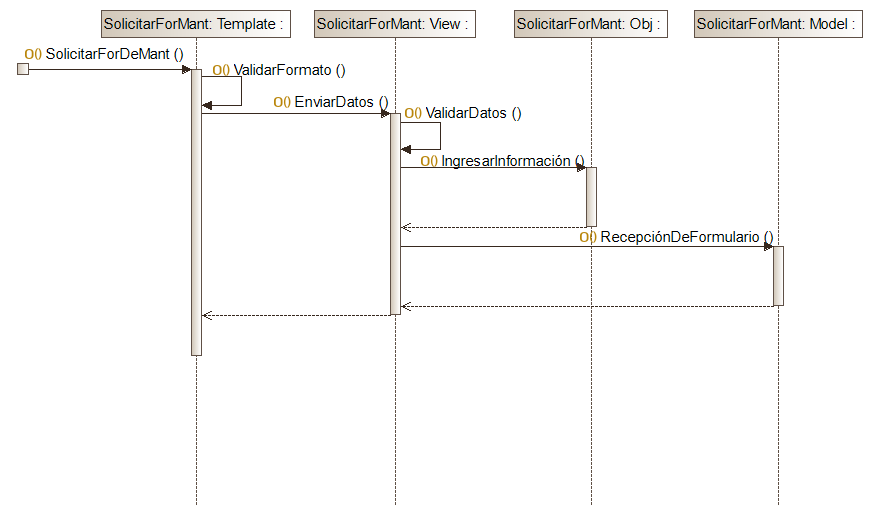 SolicitarForMant: Template :
SolicitarForMant: View :
SolicitarForMant: Obj :
SolicitarForMant: Model :
O() SolicitarForDeMant ()
O() ValidarFormato ()
O() EnviarDatos ()
O() ValidarDatos ()
O() IngresarInformación ()
O() RecepciónDeFormulario ()